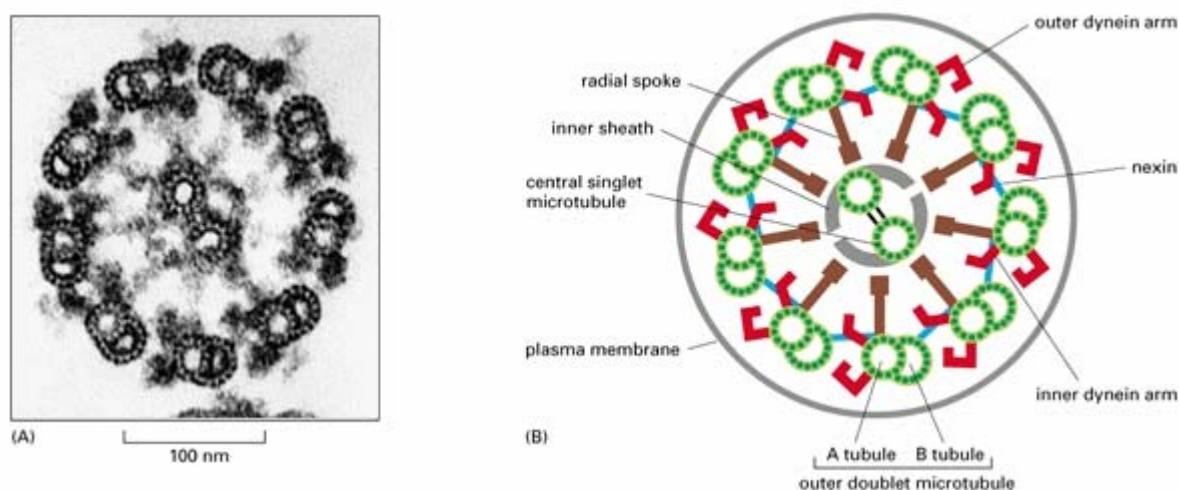 outer dynein arm
radial spoke
inner sheath
nexin
central singlet
microtubule
plasma membrane
inner dynein arm
(A)
100 nm
(B)
A tubule B tubule
outer doublet microtubule